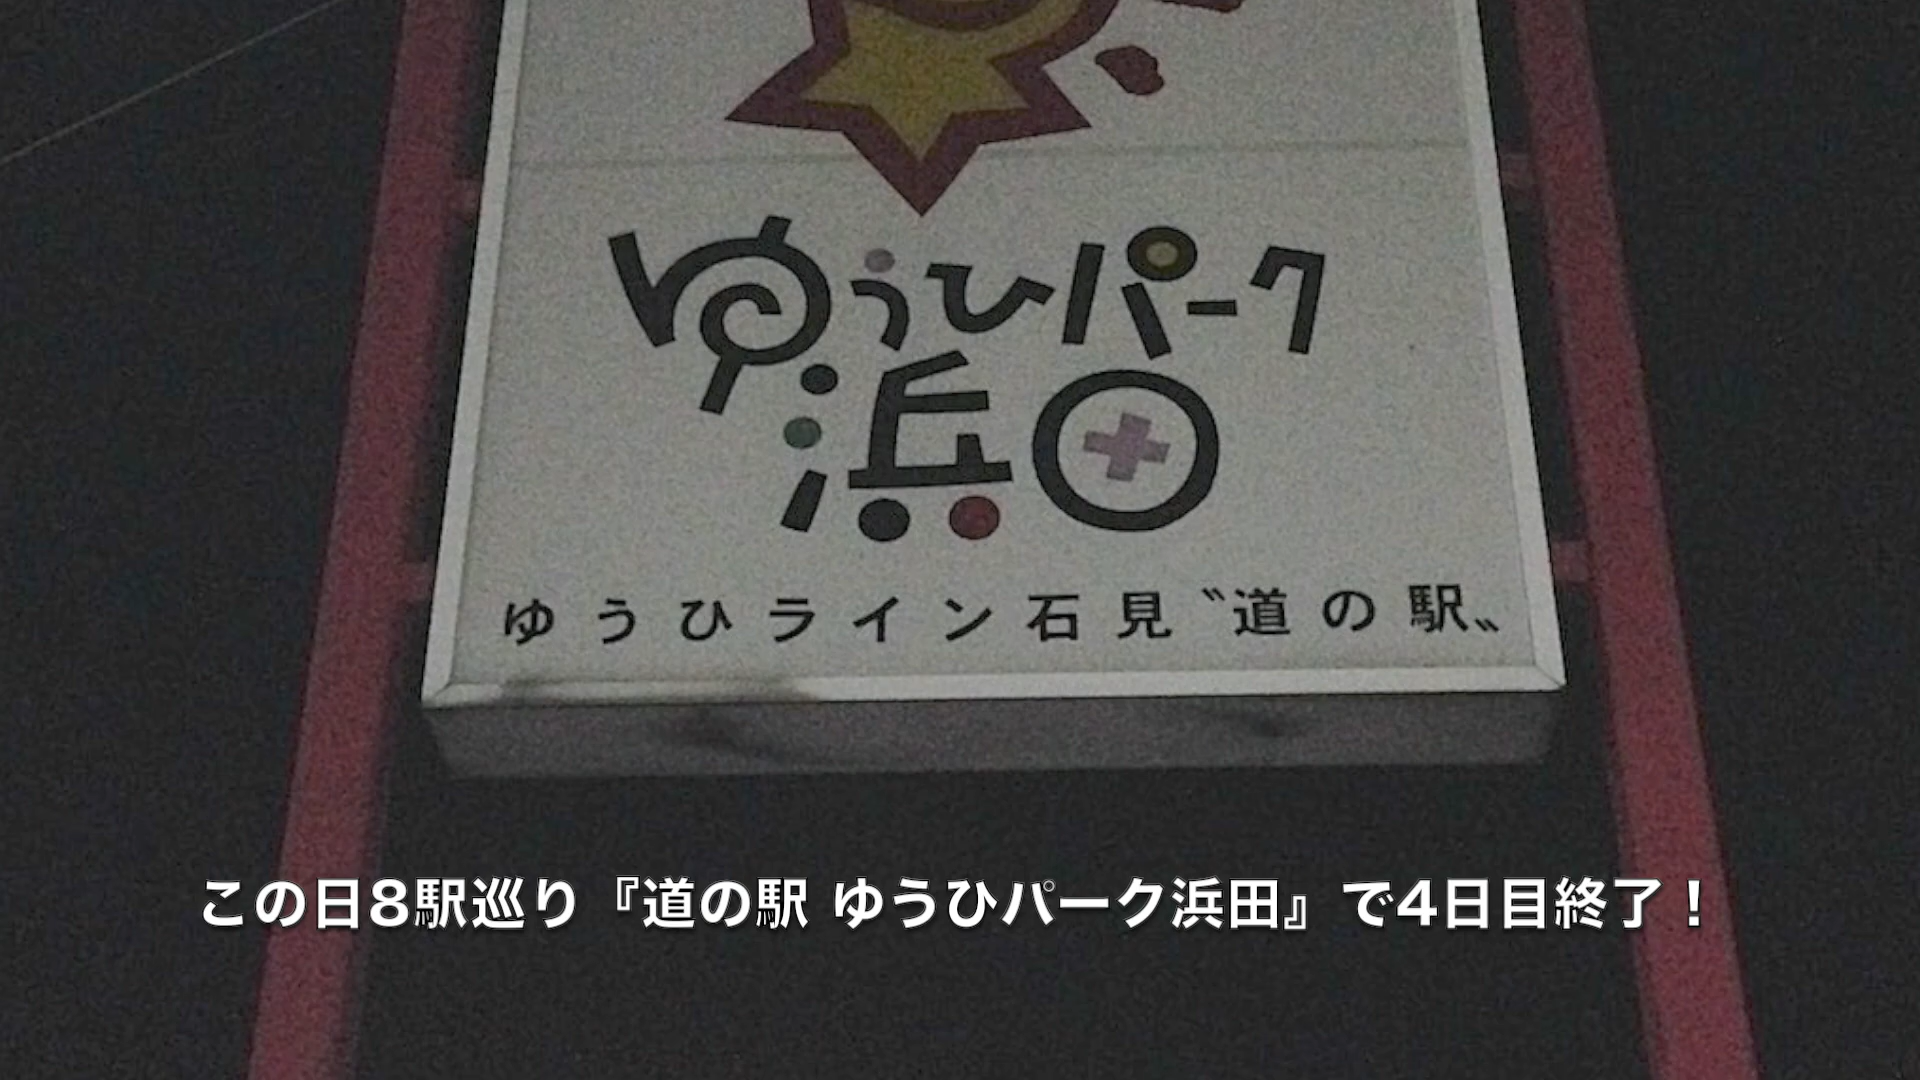 ゆうひパーク
浜田
ゆうひライン石見〝道の駅〟
この日8駅巡り『道の駅 ゆうひパーク浜田』で4日目終了！